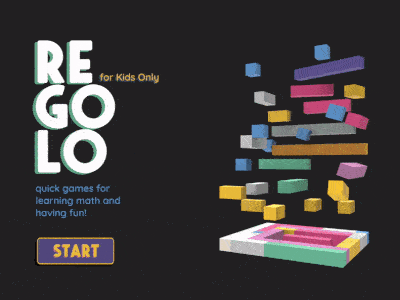 RE
for Kids Only
GO
LO
quick games for
learning math and
having fun!
START